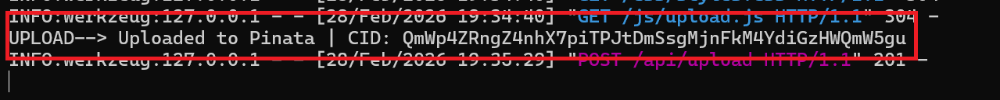 INFO:werkzeug:127.0.0.1 - - [28/Feb/2026 19:34:40] "GET /js/upload.js HTTP/1.1" 304 -
UPLOAD--> Uploaded to Pinata | CID: QmWp4ZRngZ4nhX7piTPJtDmSsgMjnFkM4YdiGzHWQmW5gu
INFO:werkzeug:127.0.0.1 - - [28/Feb/2026 19:35:29] "POST /api/upload HTTP/1.1" 201 -